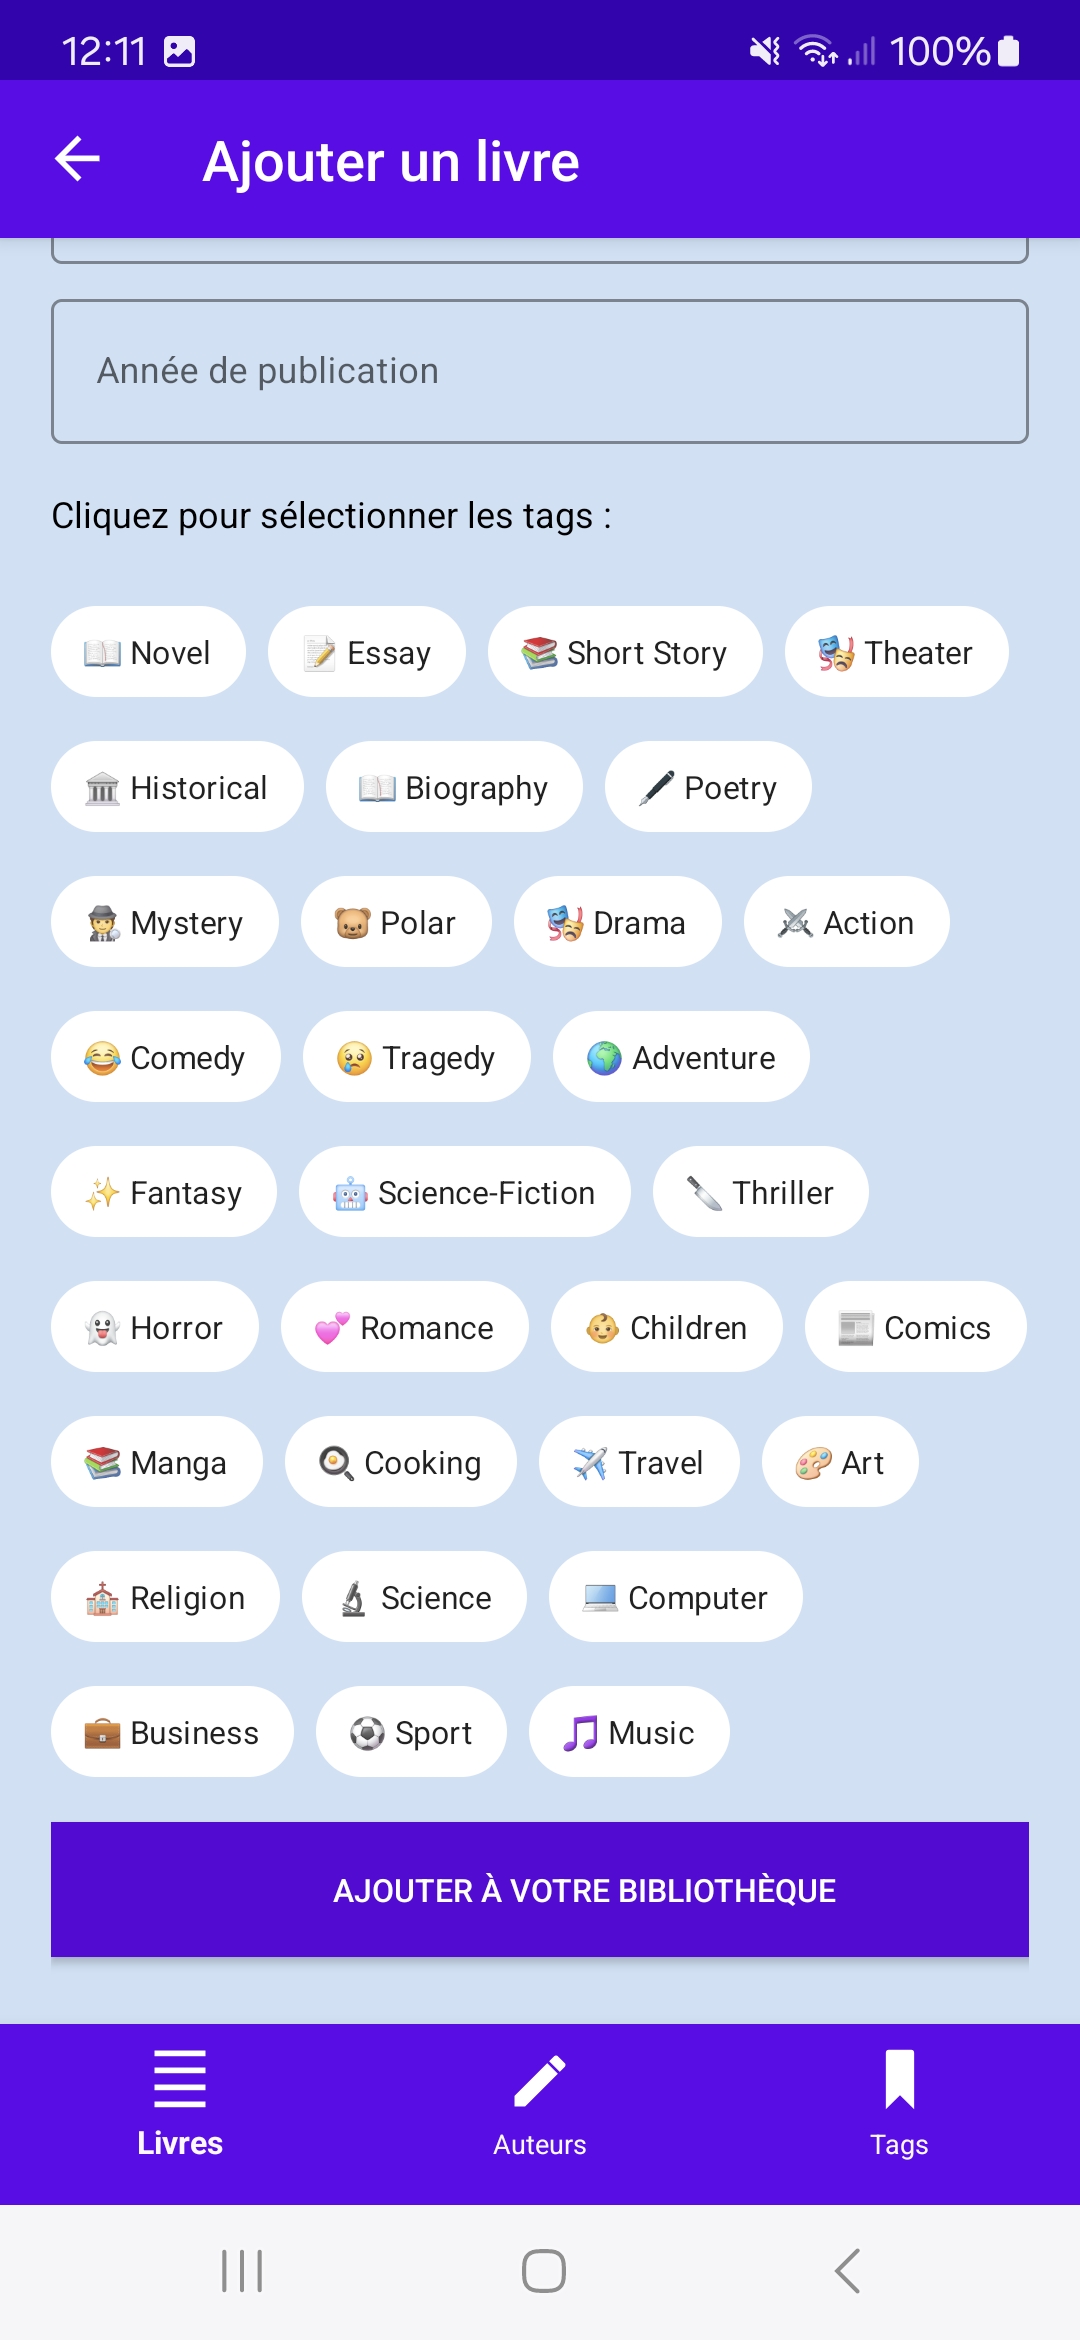 12:11 100%
Ajouter un livre
Année de publication
Cliquez pour sélectionner les tags :
📖 Novel 📝 Essay 📚 Short Story 🎭 Theater
🏛️ Historical 📖 Biography 🖋️ Poetry
🕵️ Mystery 🐻 Polar 🎭 Drama ⚔️ Action
😂 Comedy 😢 Tragedy 🌍 Adventure
✨ Fantasy 🤖 Science-Fiction 🔪 Thriller
👻 Horror 💕 Romance 👶 Children 📰 Comics
📚 Manga 🍳 Cooking ✈️ Travel 🎨 Art
⛪ Religion 🔬 Science 💻 Computer
💼 Business ⚽ Sport 🎵 Music
AJOUTER À VOTRE BIBLIOTHÈQUE
Livres Auteurs Tags